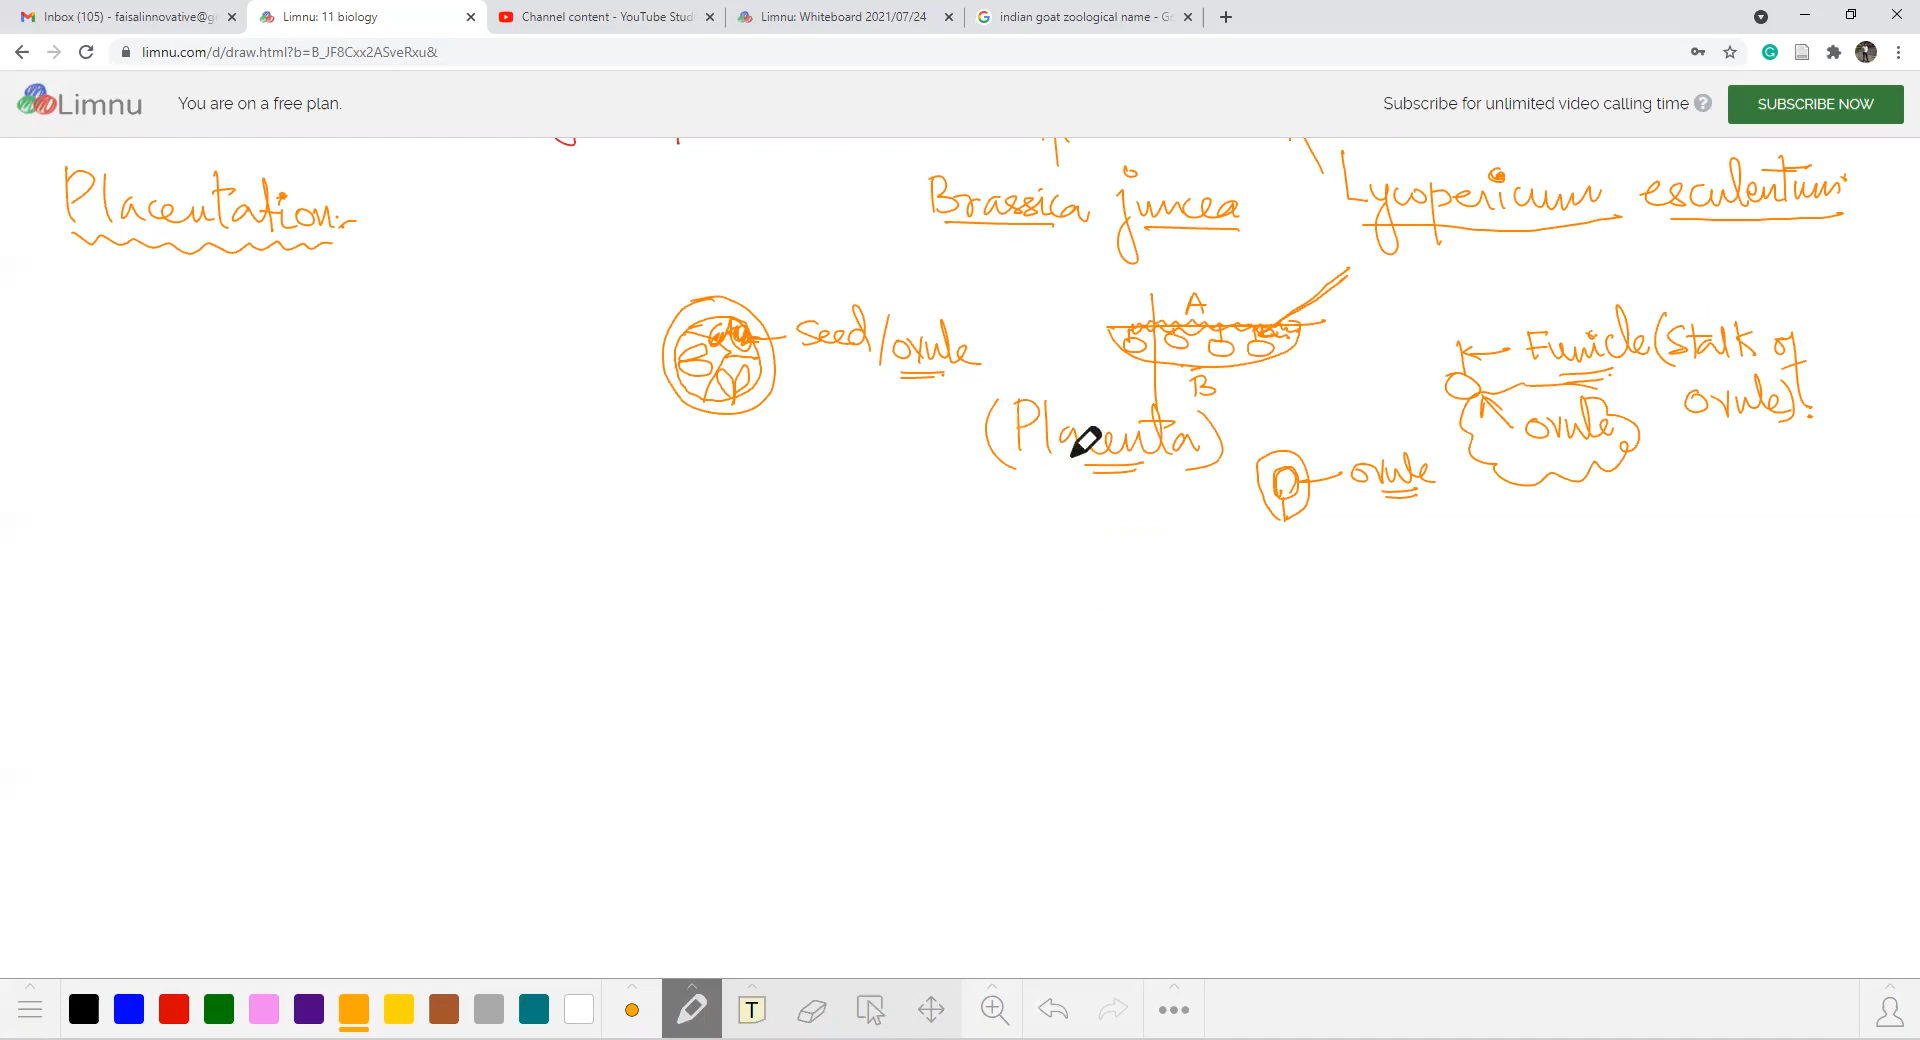 Inbox (105) - faisalinnovative@g
Limnu: 11 biology
Channel content - YouTube Stud
Limnu: Whiteboard 2021/07/24
indian goat zoological name - Go
limnu.com/d/draw.html?b=B_JF8Cxx2ASveRxu&
Limnu
You are on a free plan.
Subscribe for unlimited video calling time ?
SUBSCRIBE NOW
Placentation:-
Brassica juncea
Lycopericum esculentum
Seed/ovule
A
B
Funicle (Stalk of
ovule).
ovule
(Placenta)
ovule
T